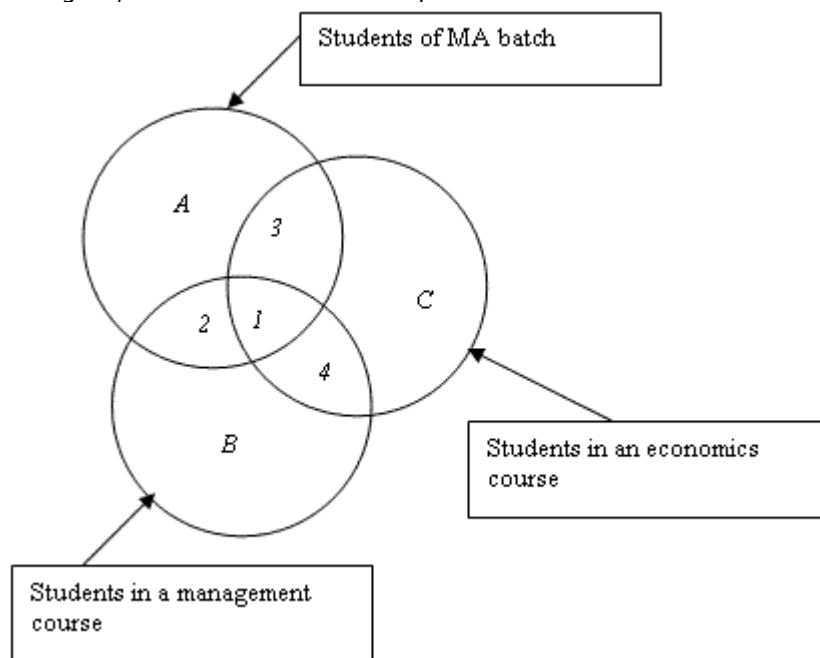 Students of MA batch
A
3
2 1
C
4
B
Students in an economics
course
Students in a management
course